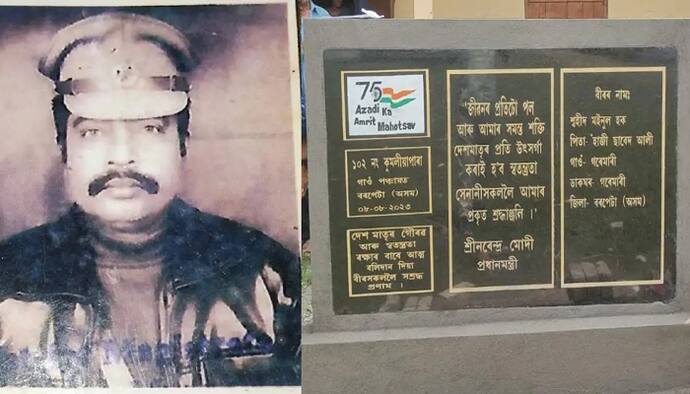 75
Azadi Ka
Amrit Mahotsav
১০২ নং কুমলীয়াপাৰা
গাওঁ পঞ্চায়ত
বৰপেটা (অসম)
০৮-০৮-২০২৩
দেশ মাতৃৰ গৌৰৱ
আৰু স্বতন্ত্ৰতা
ৰক্ষাৰ বাবে আত্ম
বলিদান দিয়া
বীৰসকললৈ সশ্ৰদ্ধ
প্ৰণাম ।
"জীৱনৰ প্ৰতিটো পল
আৰু আমাৰ সমস্ত শক্তি
দেশমাতৃৰ প্ৰতি উৎসৰ্গা
কৰাই হ'ব স্বতন্ত্ৰতা
সেনানীসকললৈ আমাৰ
প্ৰকৃত শ্ৰদ্ধাঞ্জলি ।"
শ্ৰীনৰেন্দ্ৰ মোদী
প্ৰধানমন্ত্ৰী
বীৰৰ নাম:
শ্বহীদ মইনুল হক
পিতা- হাজী ছাবেদ আলী
গাওঁ- গৰেমাৰী
ডাকঘৰ গৰেমাৰী
জিলা- বৰপেটা (অসম)